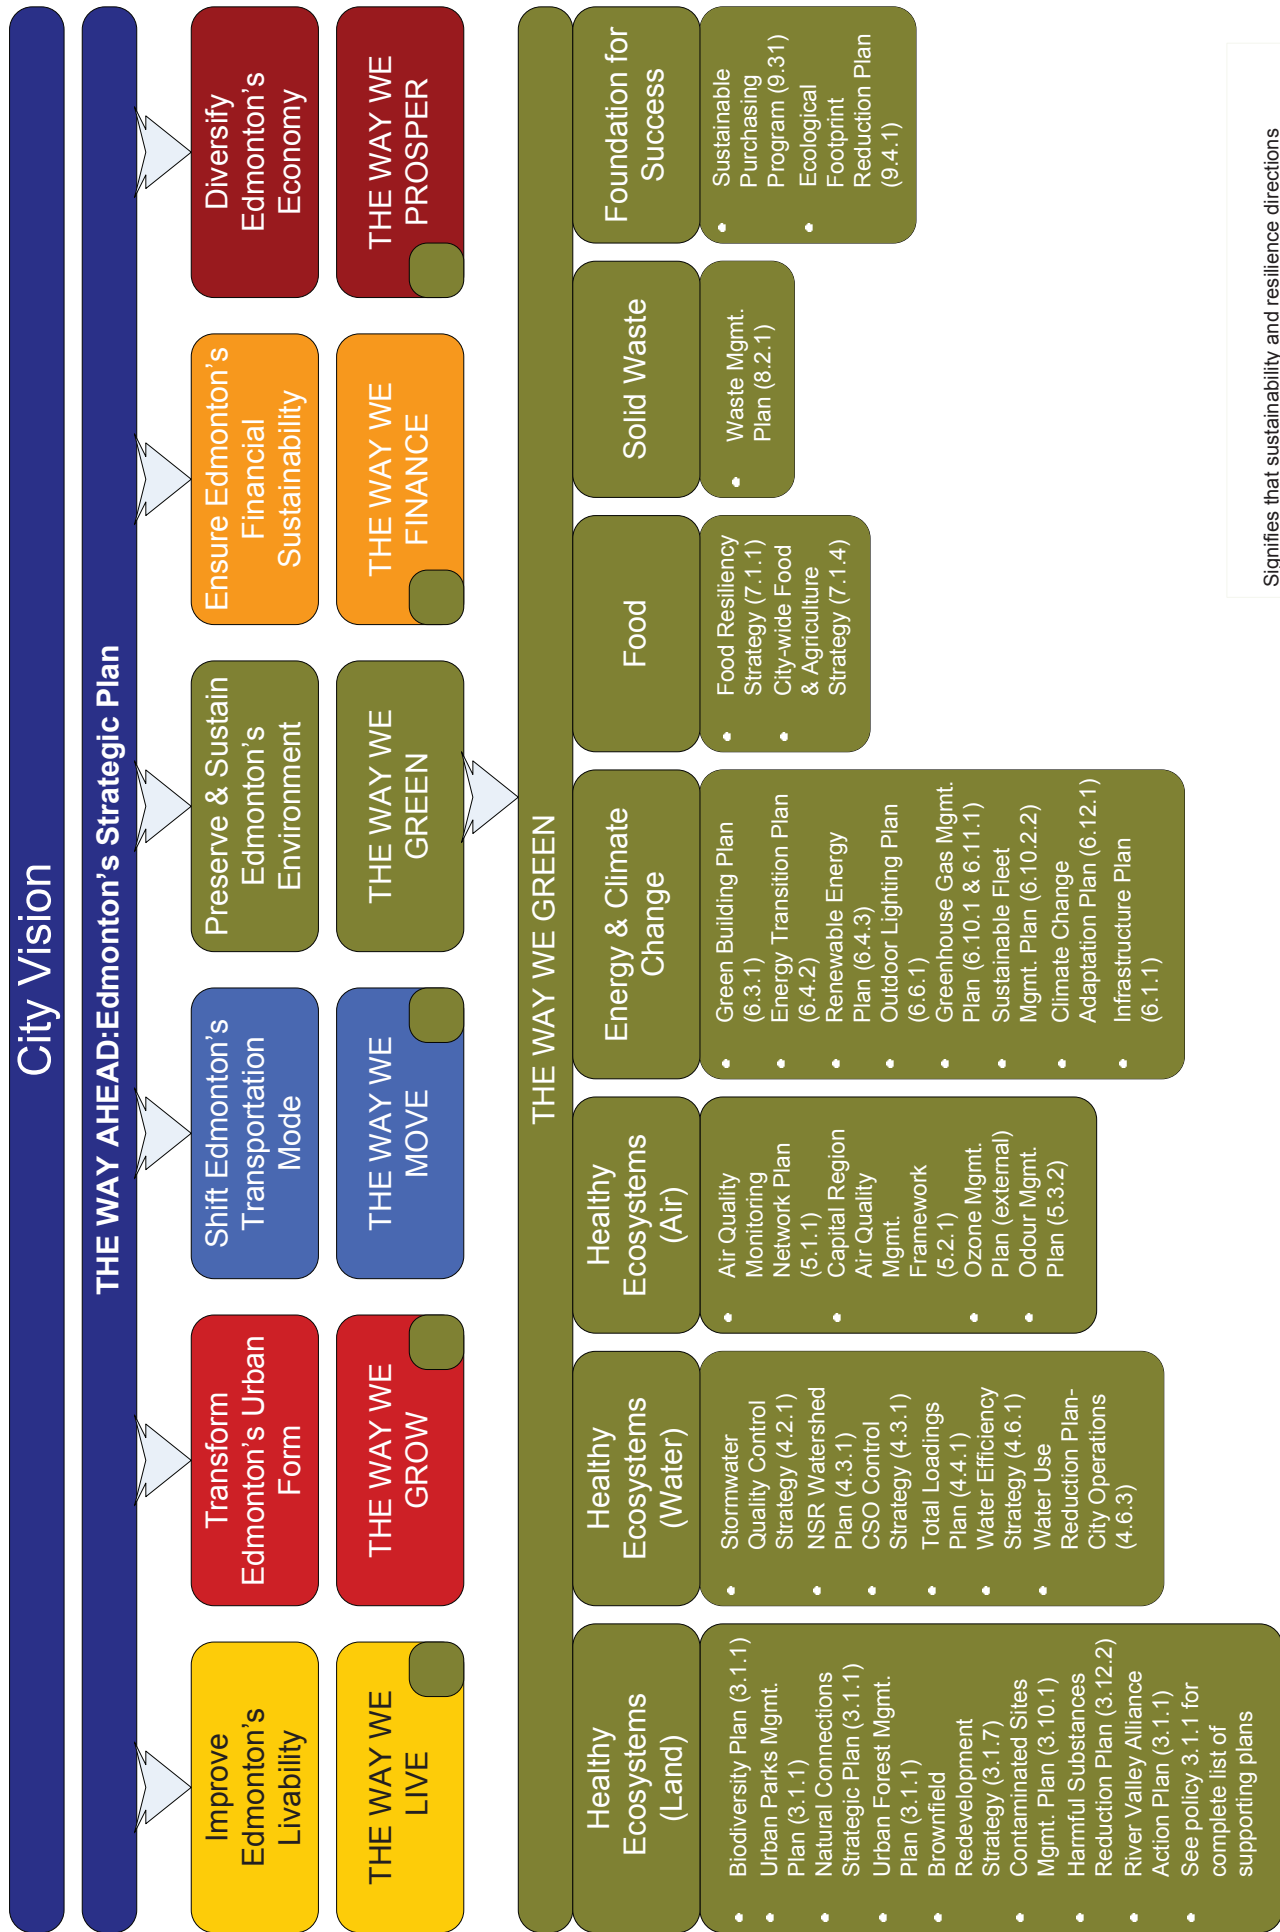 City Vision
THE WAY AHEAD:Edmonton's Strategic Plan
Improve
Edmonton's
Livability
Transform
Edmonton's Urban
Form
Shift Edmonton's
Transportation
Mode
Preserve & Sustain
Edmonton's
Environment
Ensure Edmonton's
Financial
Sustainability
Diversify
Edmonton's
Economy
THE WAY WE
LIVE
THE WAY WE
GROW
THE WAY WE
MOVE
THE WAY WE
GREEN
THE WAY WE
FINANCE
THE WAY WE
PROSPER
THE WAY WE GREEN
Healthy
Ecosystems
(Land)
• Biodiversity Plan (3.1.1)
• Urban Parks Mgmt.
Plan (3.1.1)
• Natural Connections
Strategic Plan (3.1.1)
• Urban Forest Mgmt.
Plan (3.1.1)
• Brownfield
Redevelopment
Strategy (3.1.7)
• Contaminated Sites
Mgmt. Plan (3.10.1)
• Harmful Substances
Reduction Plan (3.12.2)
• River Valley Alliance
Action Plan (3.1.1)
• See policy 3.1.1 for
complete list of
supporting plans
Healthy
Ecosystems
(Water)
• Stormwater
Quality Control
Strategy (4.2.1)
• NSR Watershed
Plan (4.3.1)
• CSO Control
Strategy (4.3.1)
• Total Loadings
Plan (4.4.1)
• Water Efficiency
Strategy (4.6.1)
• Water Use
Reduction Plan-
City Operations
(4.6.3)
Healthy
Ecosystems
(Air)
• Air Quality
Monitoring
Network Plan
(5.1.1)
• Capital Region
Air Quality
Mgmt.
Framework
(5.2.1)
• Ozone Mgmt.
Plan (external)
• Odour Mgmt.
Plan (5.3.2)
Energy & Climate
Change
• Green Building Plan
(6.3.1)
• Energy Transition Plan
(6.4.2)
• Renewable Energy
Plan (6.4.3)
• Outdoor Lighting Plan
(6.6.1)
• Greenhouse Gas Mgmt.
Plan (6.10.1 & 6.11.1)
• Sustainable Fleet
Mgmt. Plan (6.10.2.2)
• Climate Change
Adaptation Plan (6.12.1)
• Infrastructure Plan
(6.1.1)
Food
• Food Resiliency
Strategy (7.1.1)
• City-wide Food
& Agriculture
Strategy (7.1.4)
Solid Waste
• Waste Mgmt.
Plan (8.2.1)
Foundation for
Success
• Sustainable
Purchasing
Program (9.31)
• Ecological
Footprint
Reduction Plan
(9.4.1)
Signifies that sustainability and resilience directions